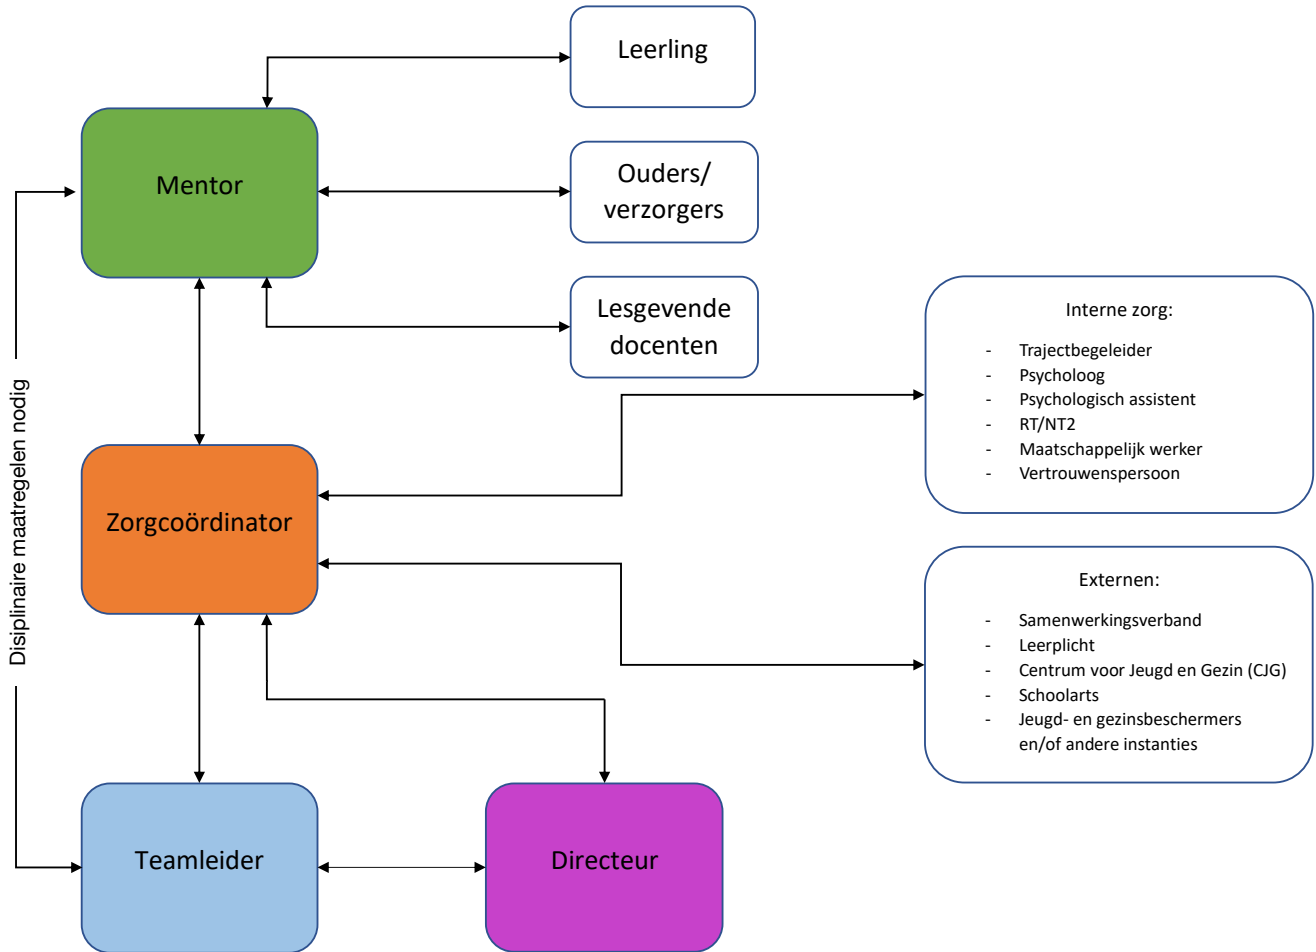 Leerling
Mentor
Ouders/
verzorgers
Lesgevende
docenten
Disiplinaire maatregelen nodig
Interne zorg:
- Trajectbegeleider
- Psycholoog
- Psychologisch assistent
- RT/NT2
- Maatschappelijk werker
- Vertrouwenspersoon
Zorgcoördinator
Externen:
- Samenwerkingsverband
- Leerplicht
- Centrum voor Jeugd en Gezin (CJG)
- Schoolarts
- Jeugd- en gezinsbeschermers
en/of andere instanties
Teamleider
Directeur